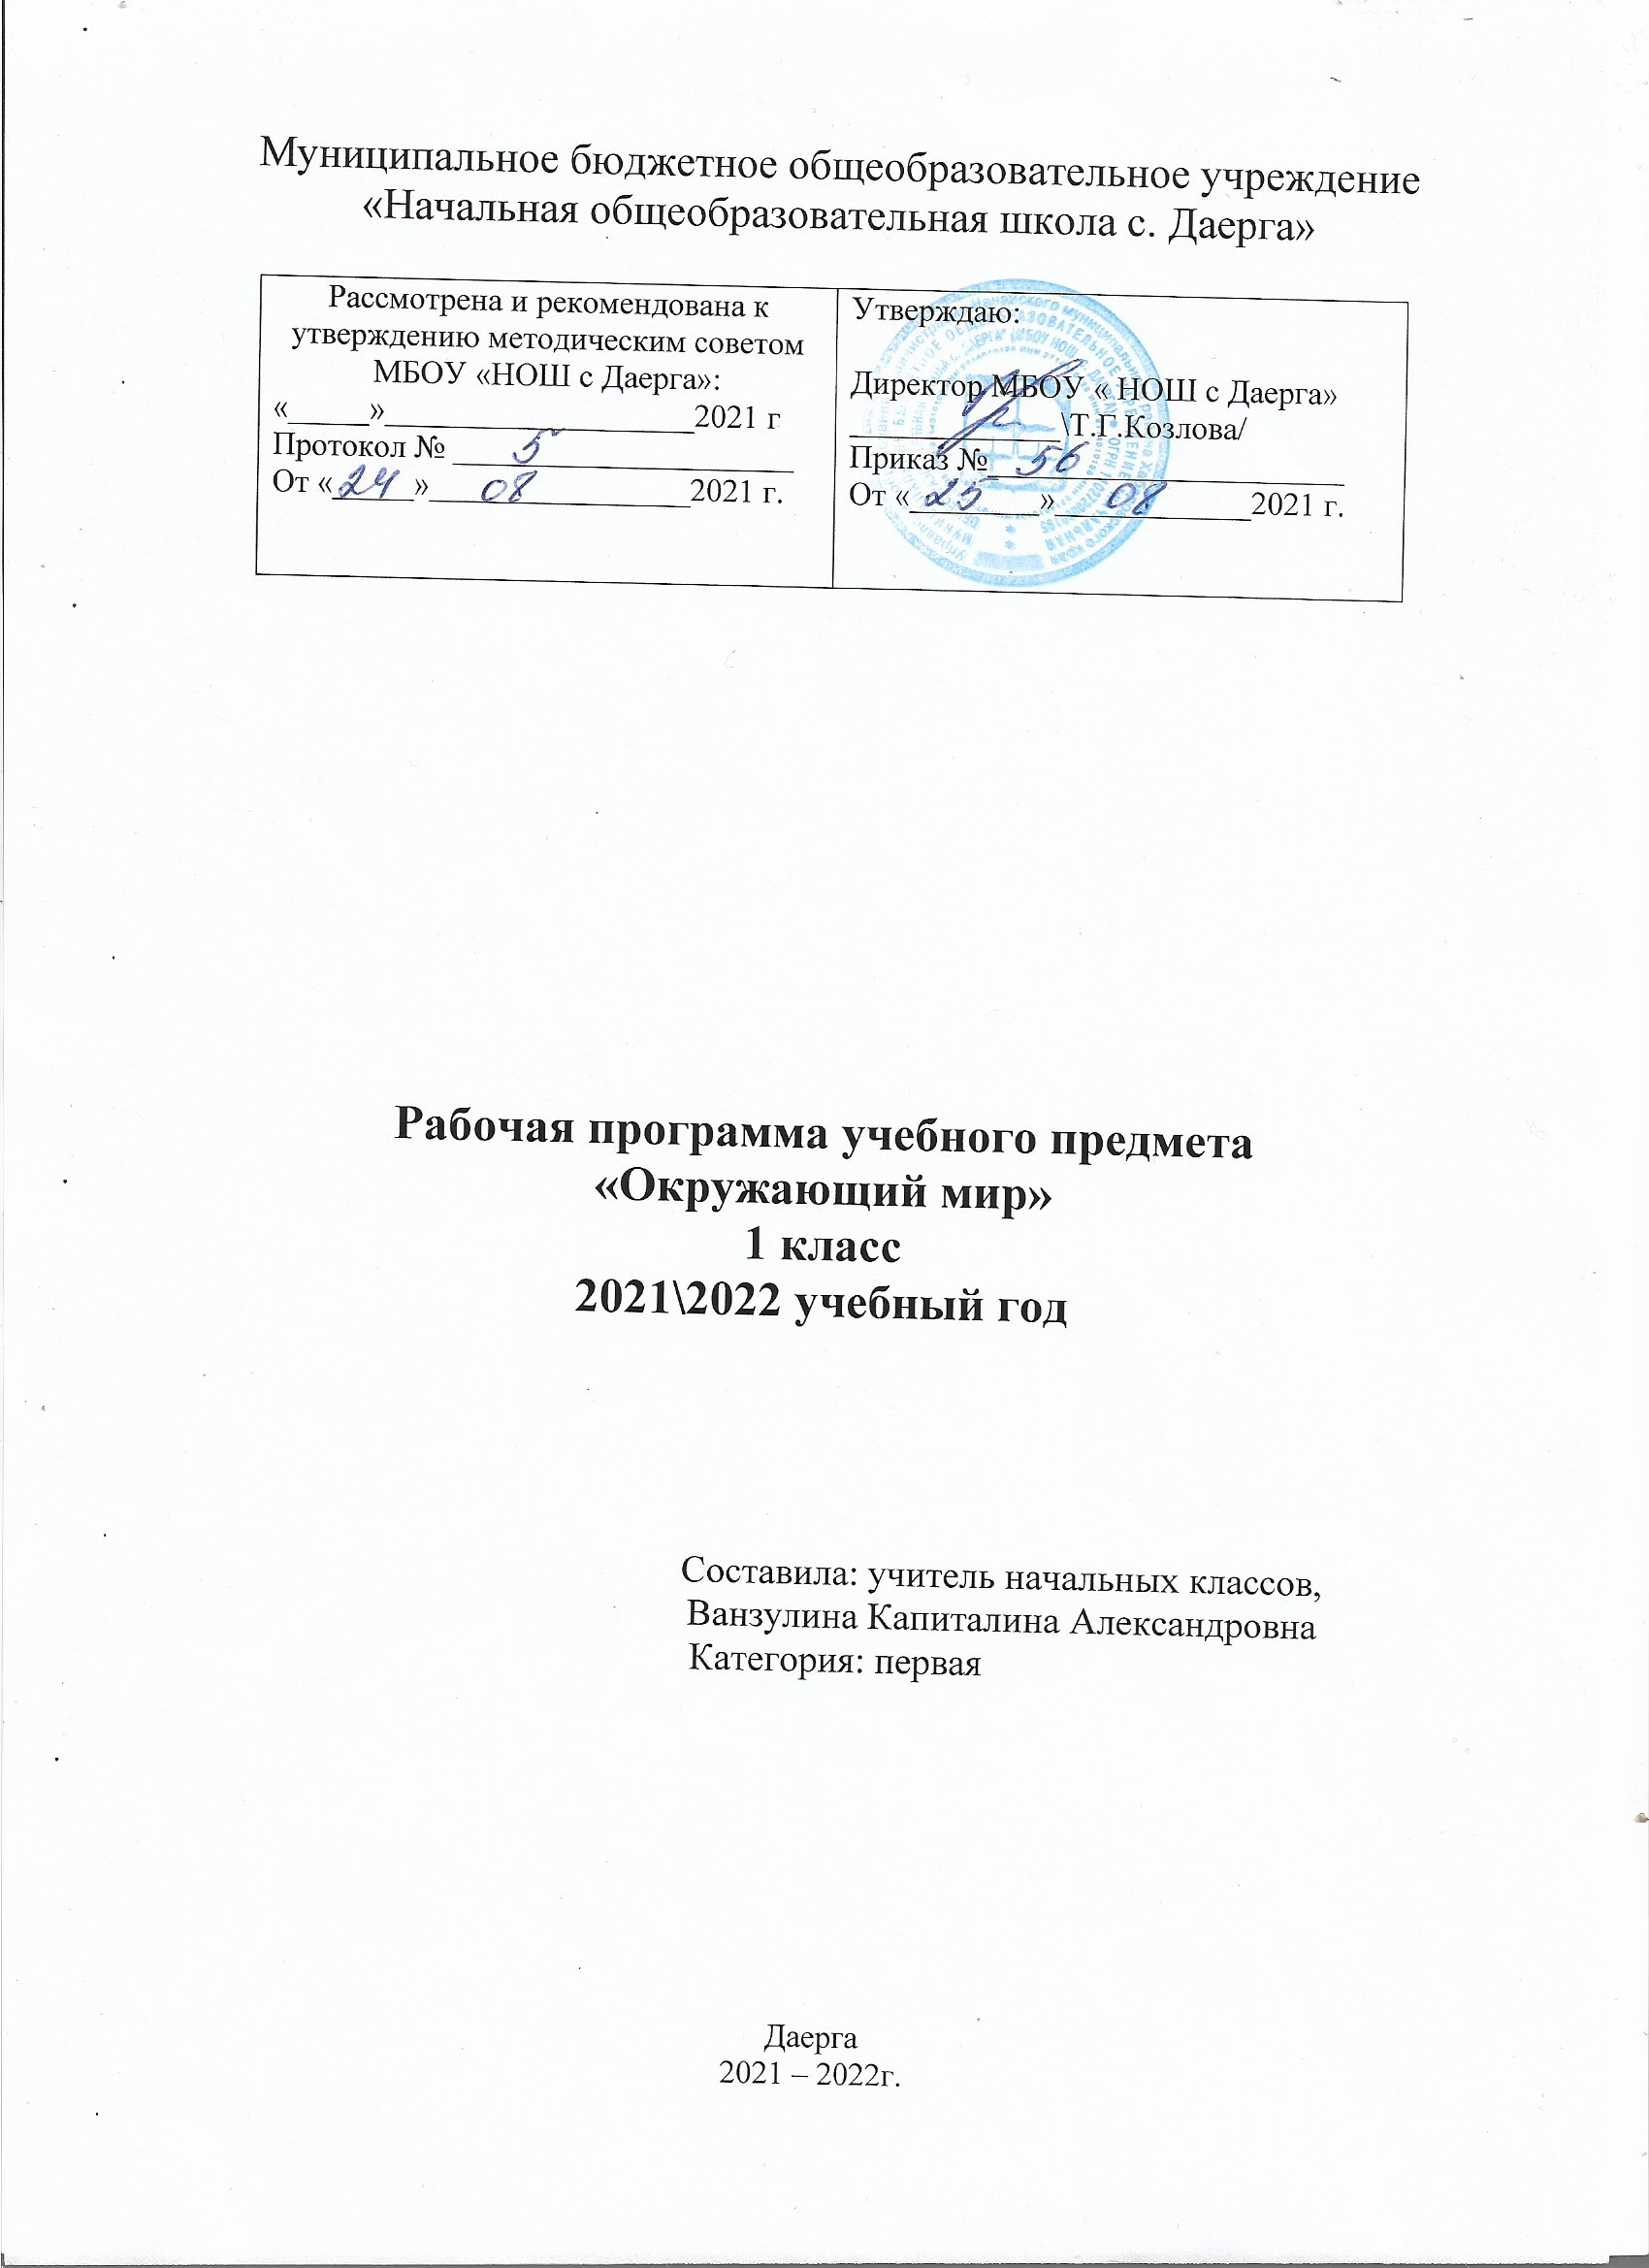 Муниципальное бюджетное общеобразовательное учреждение
«Начальная общеобразовательная школа с. Даерга»
Рассмотрена и рекомендована к
утверждению методическим советом
МБОУ «НОШ с Даерга»:
«_____»___________________2021 г
Протокол № 5
От «24»08 2021 г.
Утверждаю:
Директор МБОУ « НОШ с Даерга»
_____________\Т.Г.Козлова/
Приказ № 56
От «25»08 2021 г.
Рабочая программа учебного предмета
«Окружающий мир»
1 класс
2021\2022 учебный год
Составила: учитель начальных классов,
Ванзулина Капиталина Александровна
Категория: первая
Даерга
2021 – 2022г.